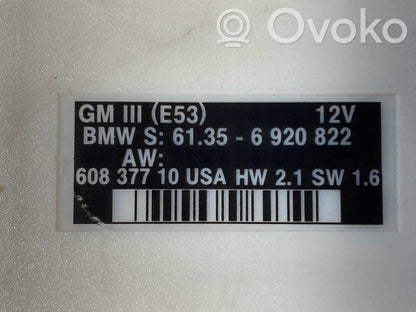 Ovoko
GM III (E53) 12V
BMW S: 61.35 - 6 920 822
AW:
608 377 10 USA HW 2.1 SW 1.6